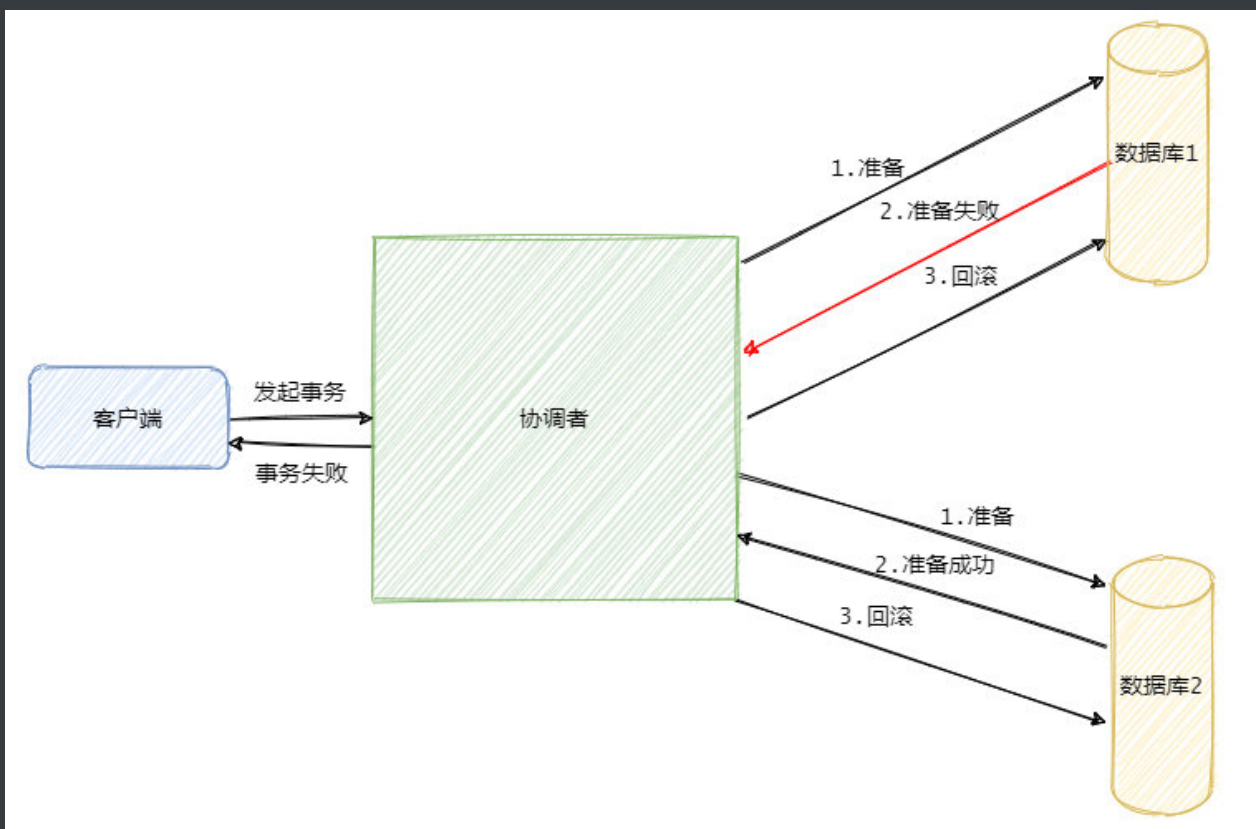 数据库1
1.准备
2.准备失败
3.回滚
发起事务
客户端
协调者
事务失败
1.准备
2.准备成功
3.回滚
数据库2